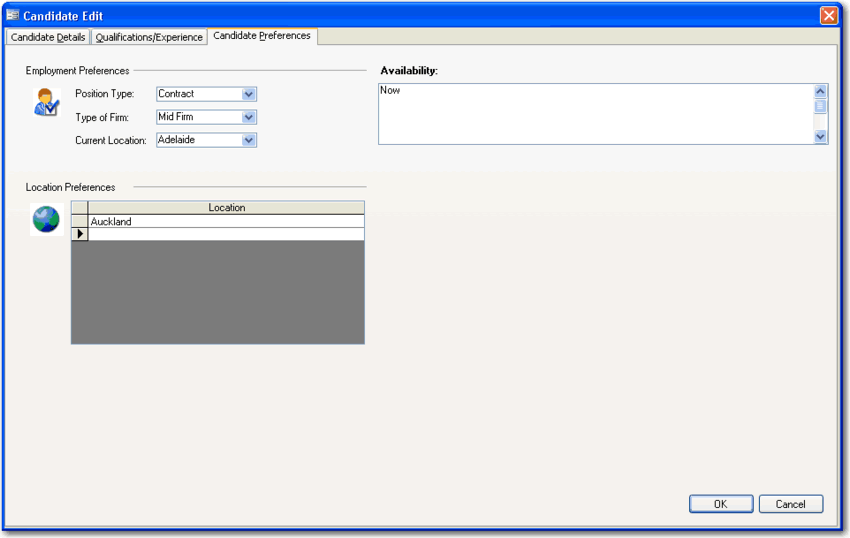 Candidate Edit
Candidate Details Qualifications/Experience Candidate Preferences
Employment Preferences
Position Type: Contract
Type of Firm: Mid Firm
Current Location: Adelaide
Availability:
Now
Location Preferences
Location
Auckland
OK Cancel